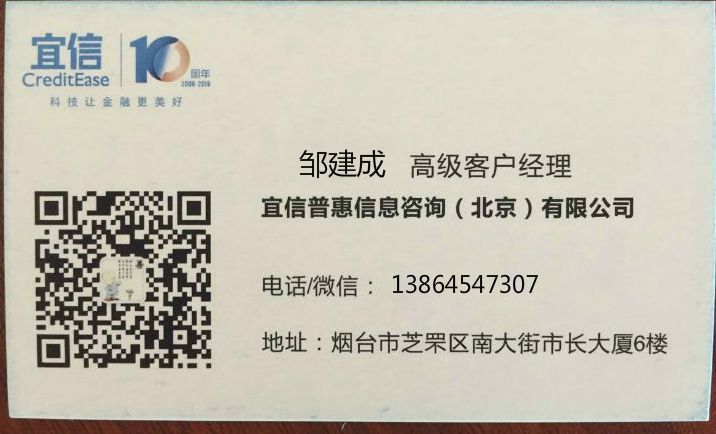 宜信
CreditEase
10
周年
2006-2016
科技让金融更美好
邹建成 高级客户经理
宜信普惠信息咨询（北京）有限公司
电话/微信： 13864547307
地址：烟台市芝罘区南大街市长大厦6楼